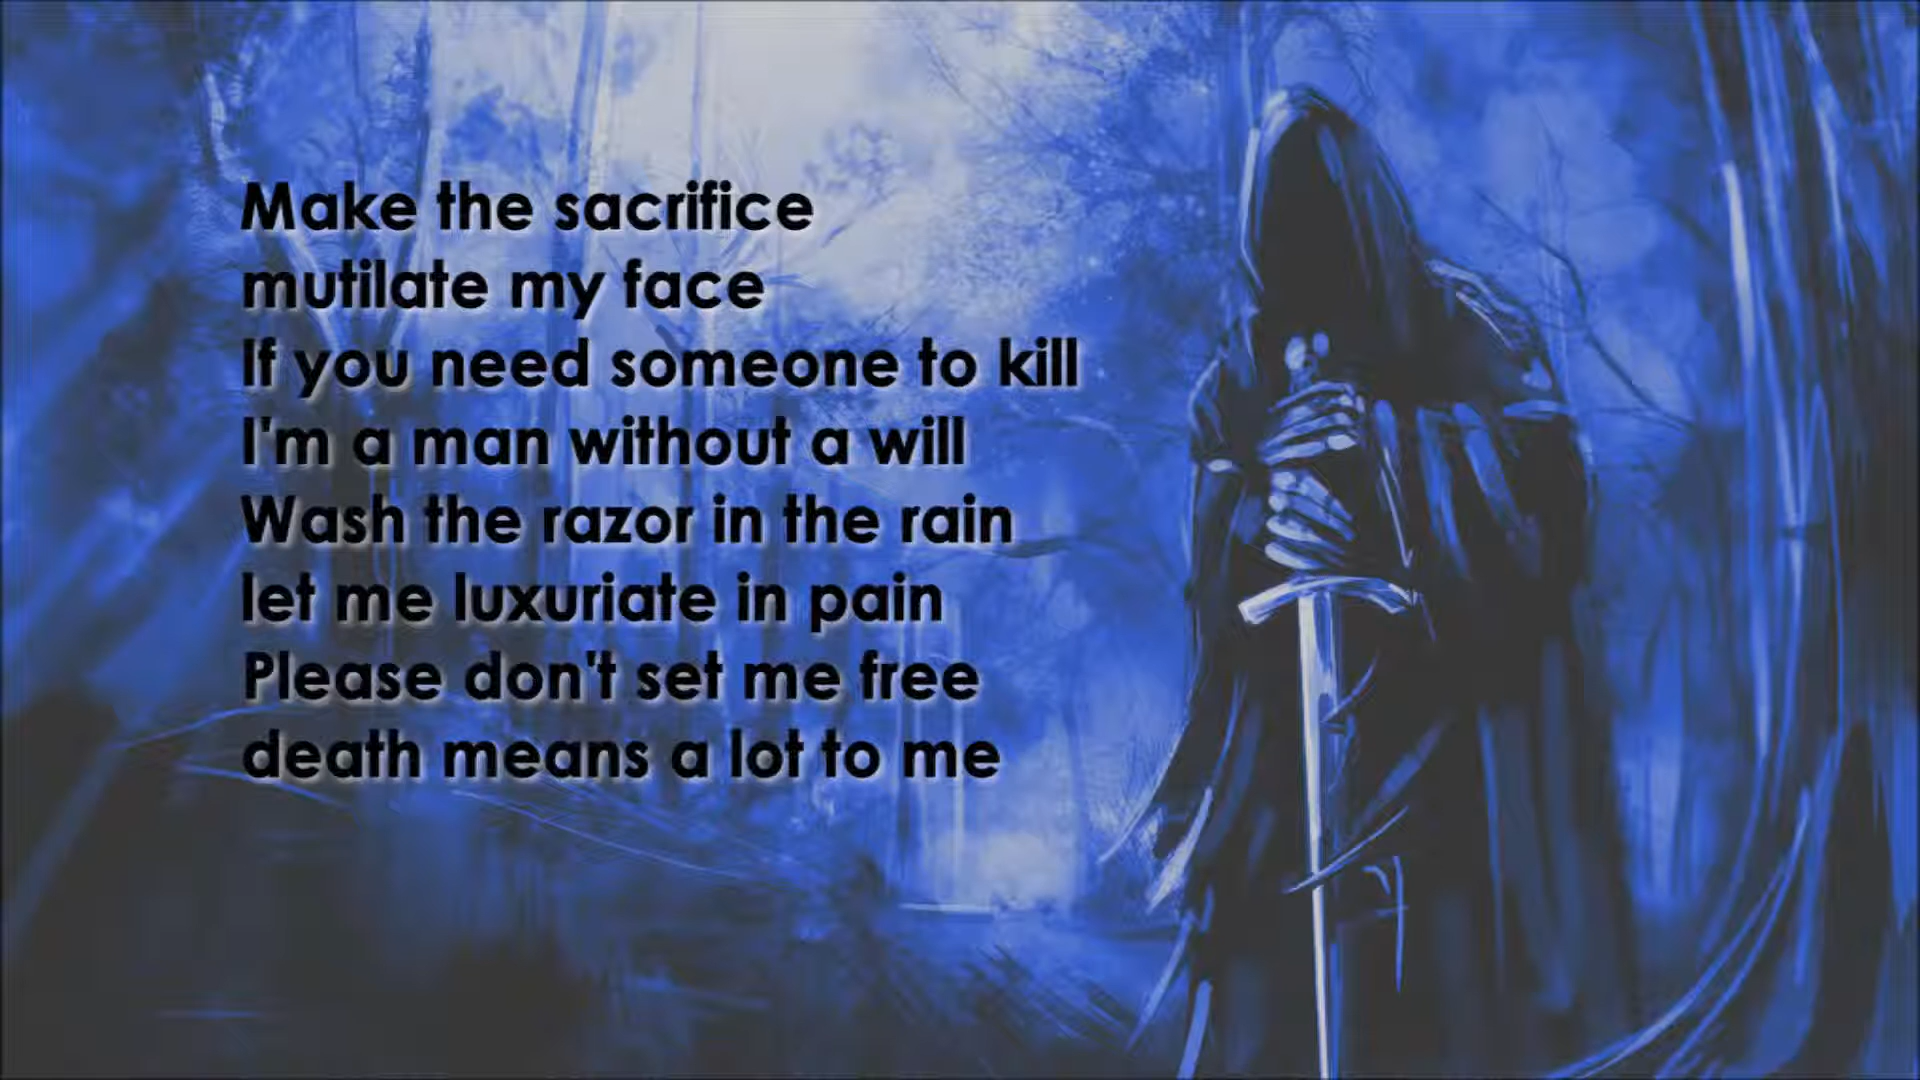 Make the sacrifice
mutilate my face
If you need someone to kill
I'm a man without a will
Wash the razor in the rain
let me luxuriate in pain
Please don't set me free
death means a lot to me